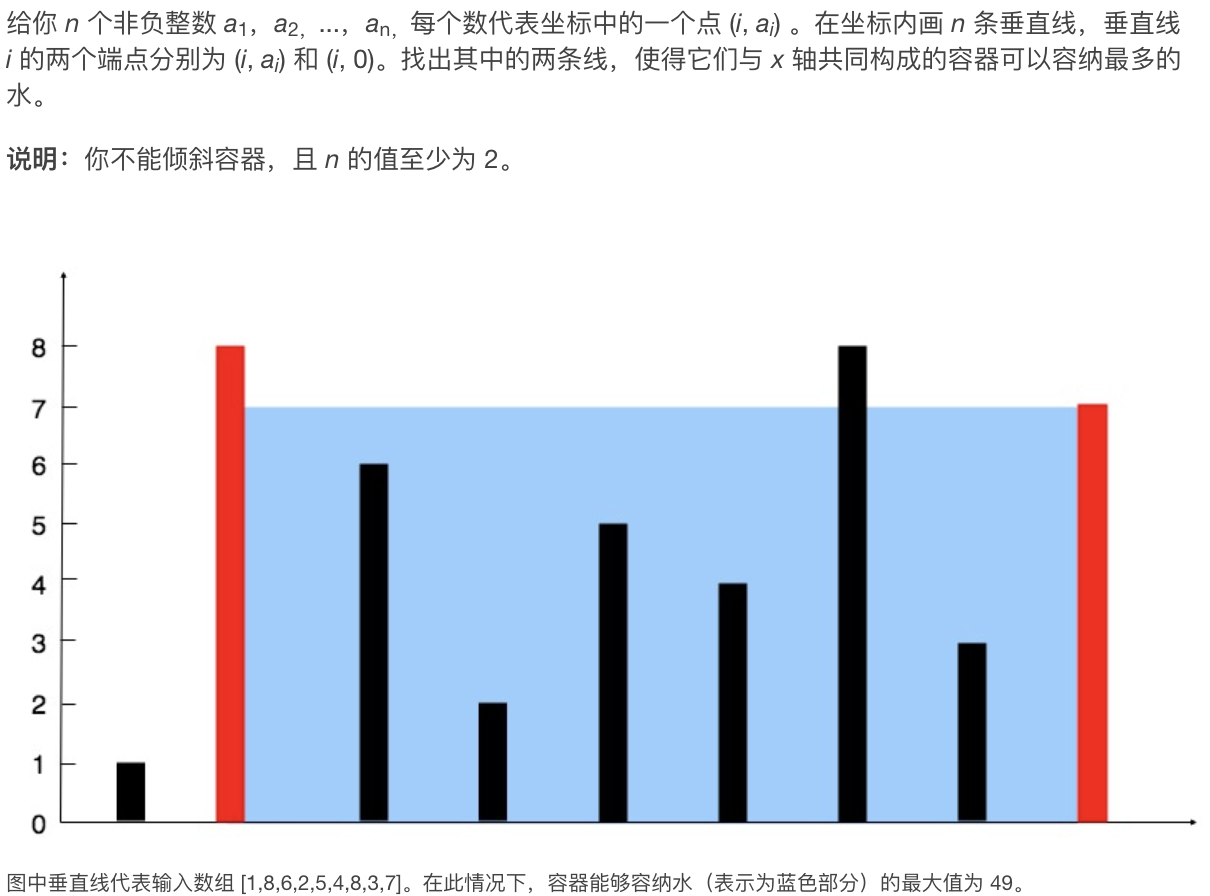 给你 n 个非负整数 a1，a2，...，an，每个数代表坐标中的一个点 (i, ai) 。在坐标内画 n 条垂直线，垂直线
i 的两个端点分别为 (i, ai) 和 (i, 0)。找出其中的两条线，使得它们与 x 轴共同构成的容器可以容纳最多的
水。
说明：你不能倾斜容器，且 n 的值至少为 2。
8
7
6
5
4
3
2
1
0
图中垂直线代表输入数组 [1,8,6,2,5,4,8,3,7]。在此情况下，容器能够容纳水（表示为蓝色部分）的最大值为 49。